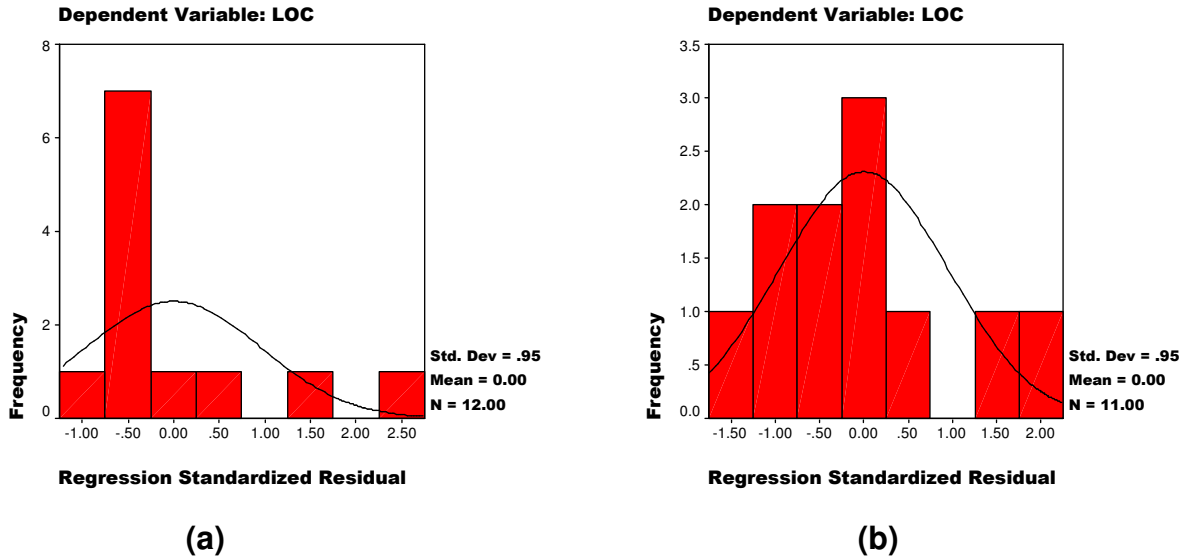 Dependent Variable: LOC
8
6
4
2
0
Frequency
-1.00 -.50 0.00 .50 1.00 1.50 2.00 2.50
Std. Dev = .95
Mean = 0.00
N = 12.00
Regression Standardized Residual
(a)
Dependent Variable: LOC
3.5
3.0
2.5
2.0
1.5
1.0
.5
0.0
Frequency
-1.50 -1.00 -.50 0.00 .50 1.00 1.50 2.00
Std. Dev = .95
Mean = 0.00
N = 11.00
Regression Standardized Residual
(b)